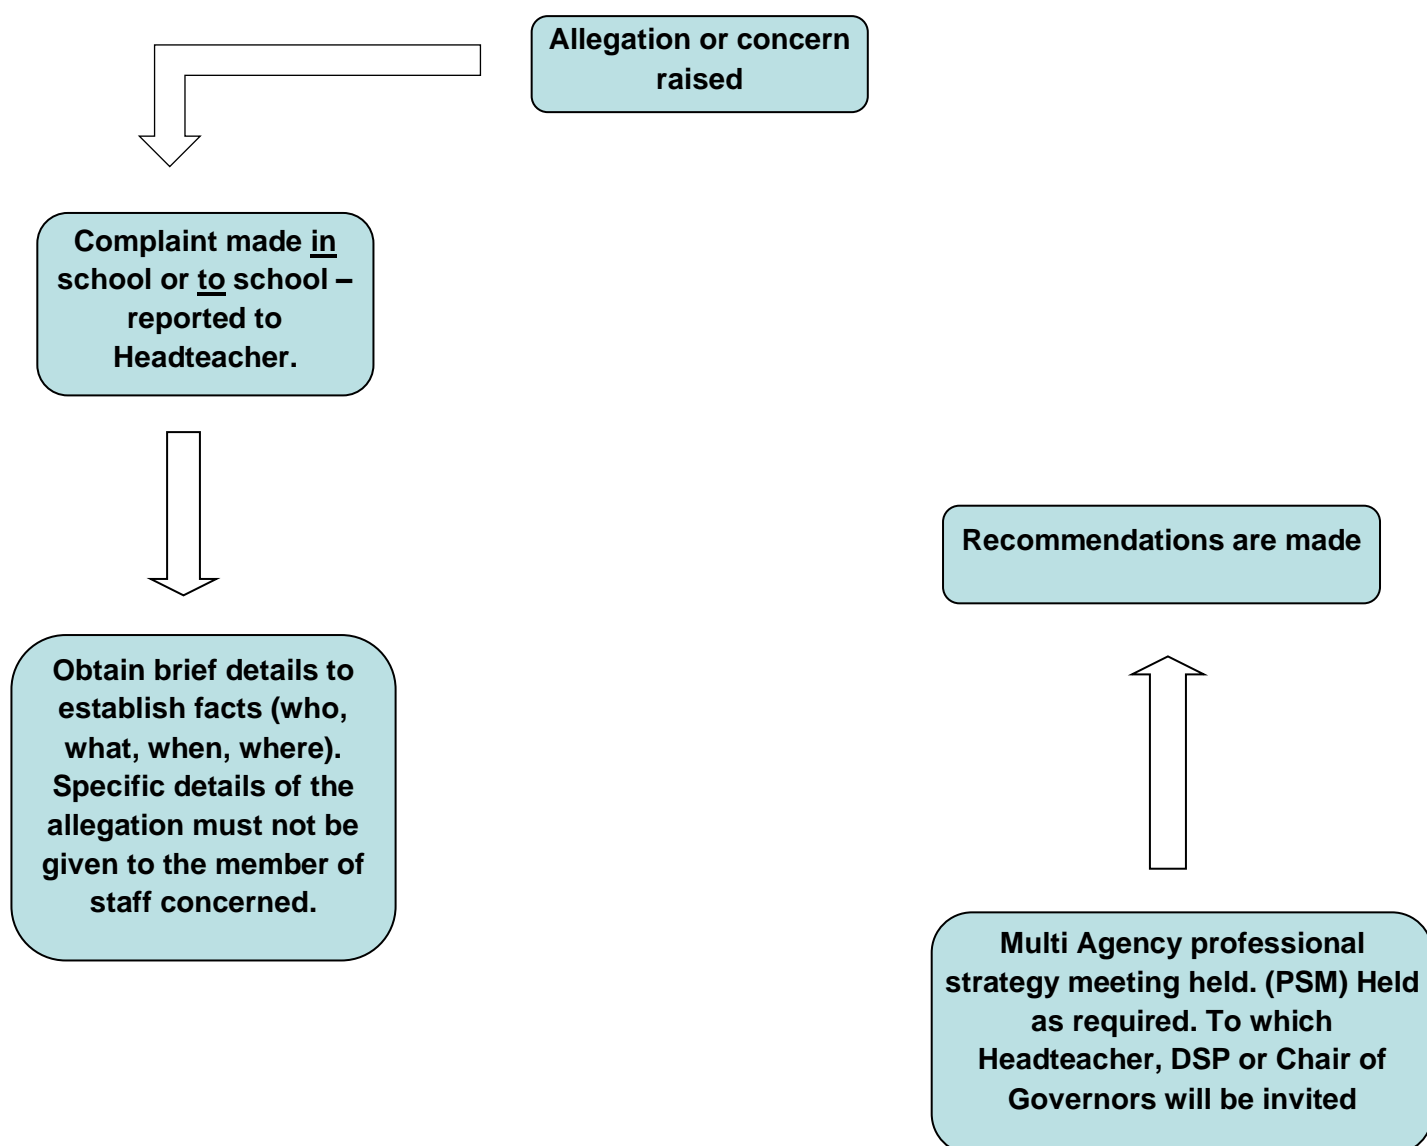 Allegation or concern
raised
Complaint made in
school or to school –
reported to
Headteacher.
Obtain brief details to
establish facts (who,
what, when, where).
Specific details of the
allegation must not be
given to the member of
staff concerned.
Recommendations are made
Multi Agency professional
strategy meeting held. (PSM) Held
as required. To which
Headteacher, DSP or Chair of
Governors will be invited